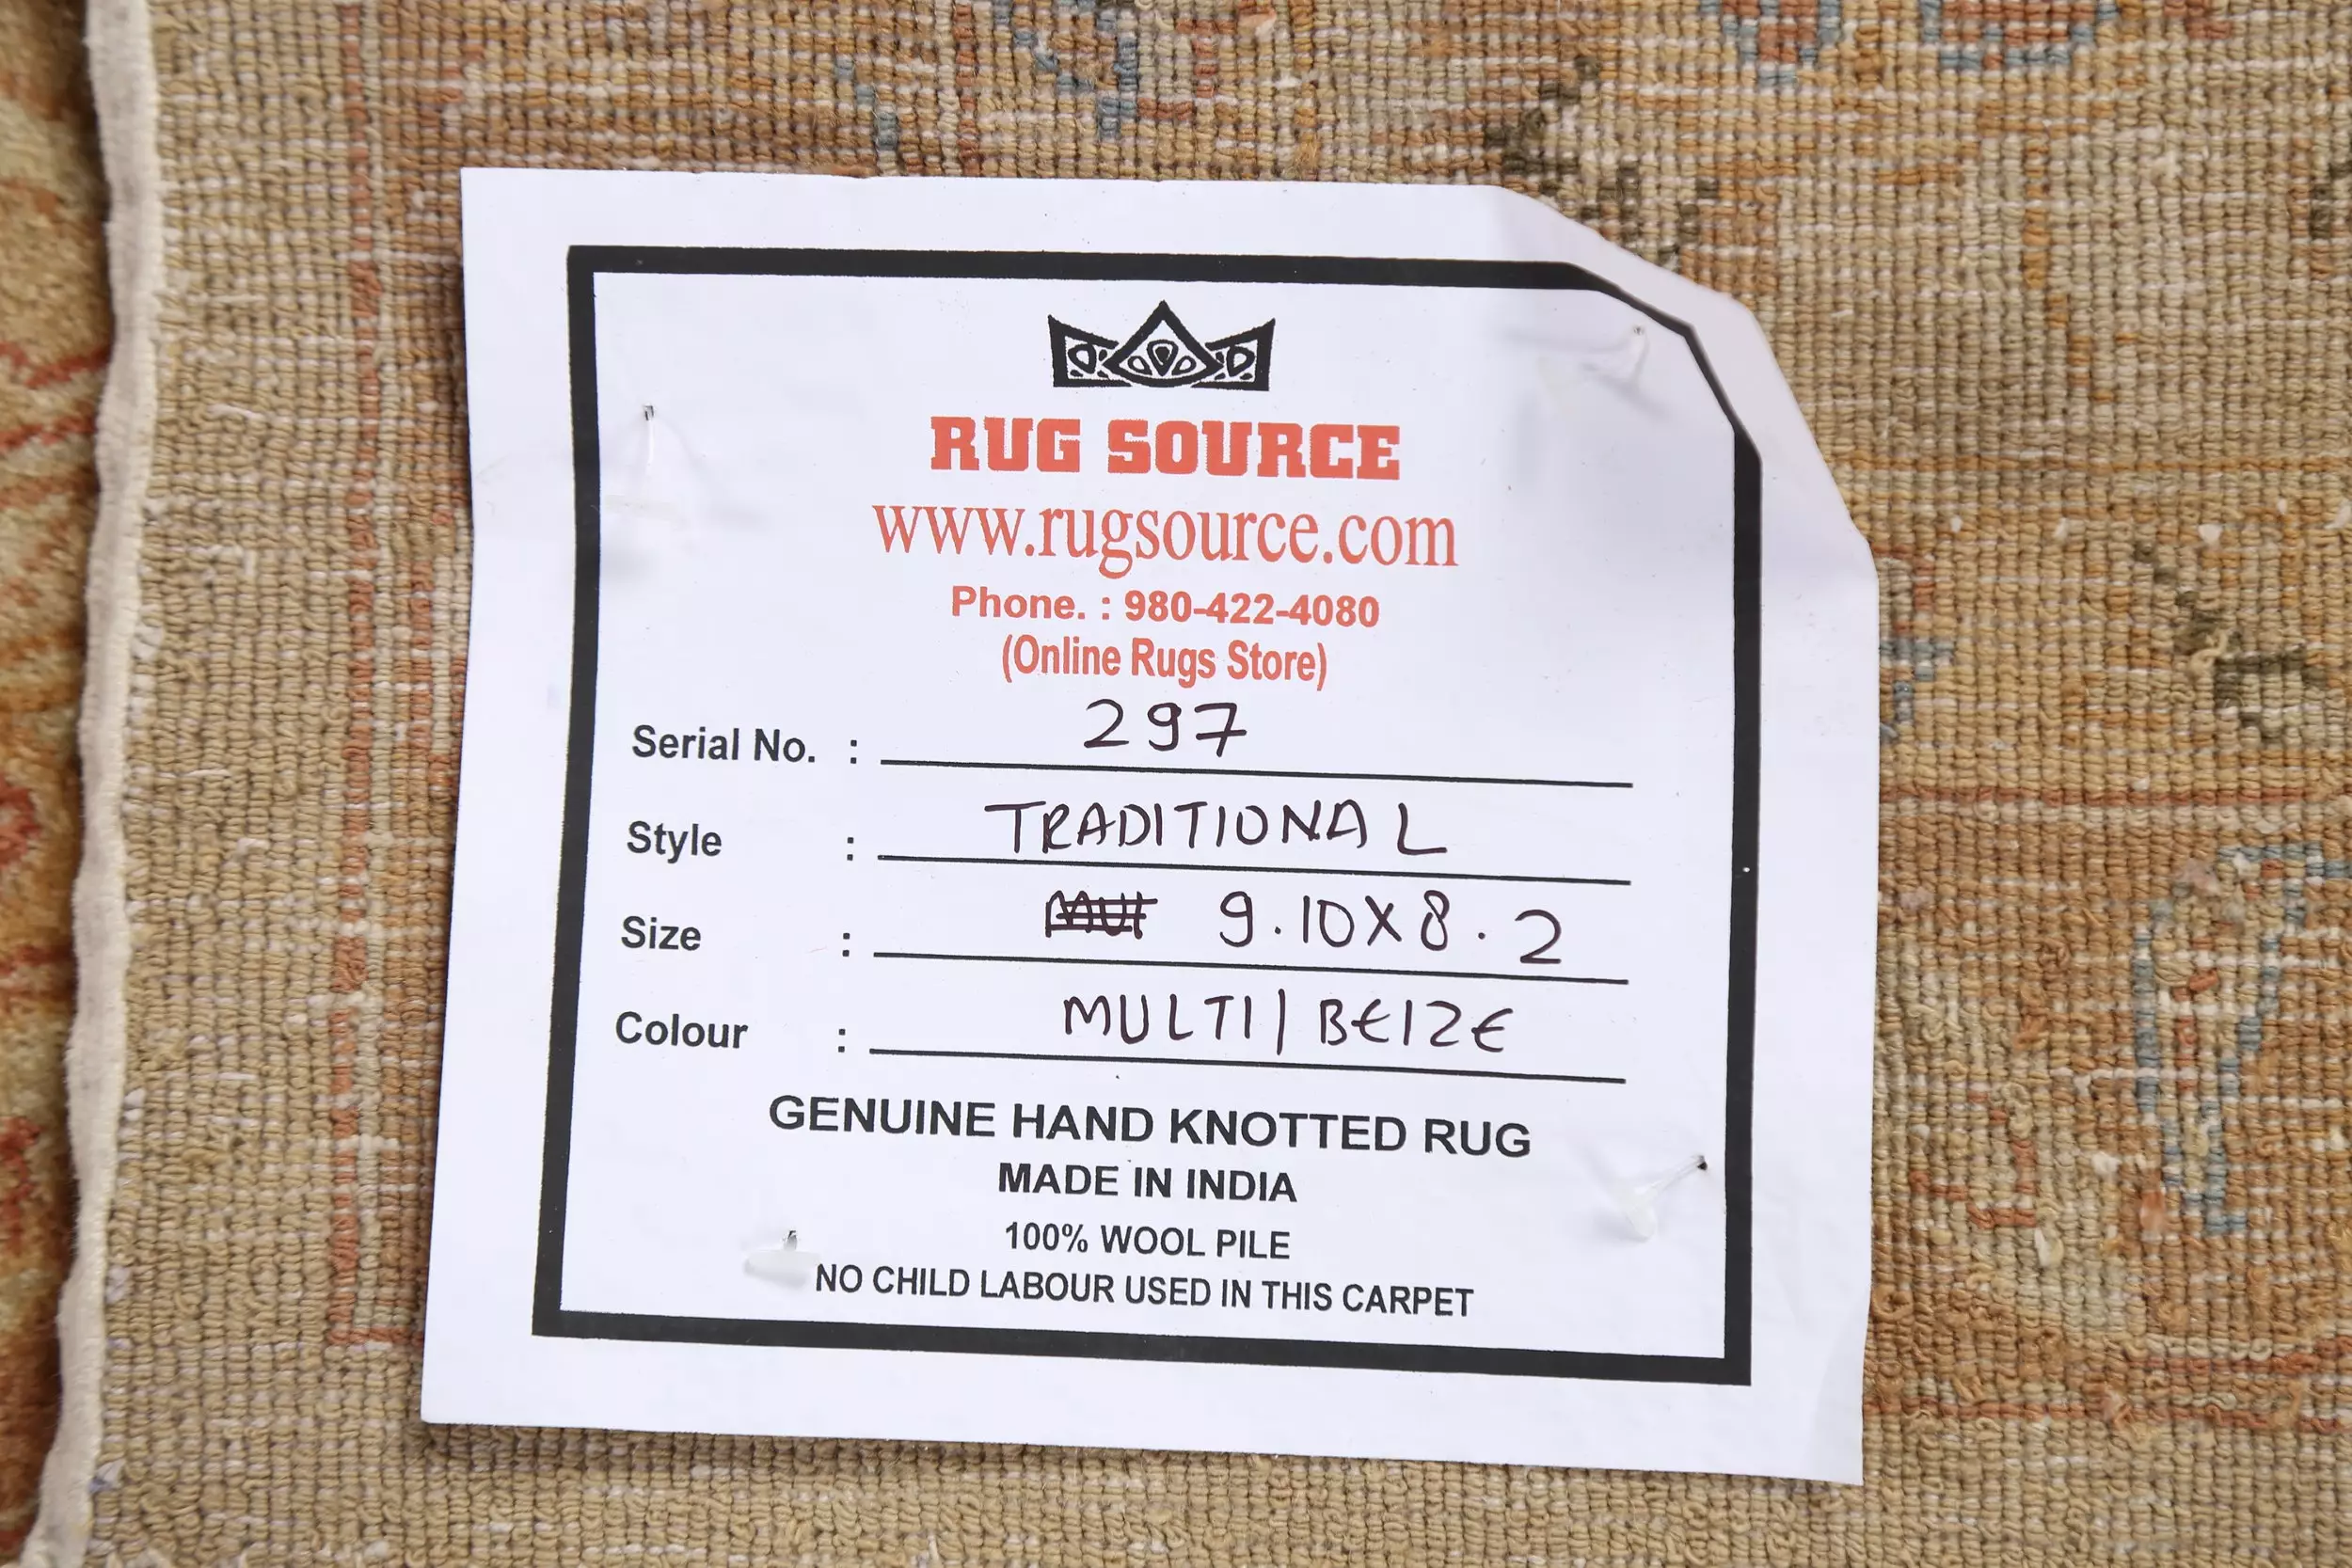 RUG SOURCE
www.rugsource.com
Phone. : 980-422-4080
(Online Rugs Store)
Serial No. : 297
Style : TRADITIONAL
Size : 9.10X8.2
Colour : MULTI | BEIZE
GENUINE HAND KNOTTED RUG
MADE IN INDIA
100% WOOL PILE
NO CHILD LABOUR USED IN THIS CARPET